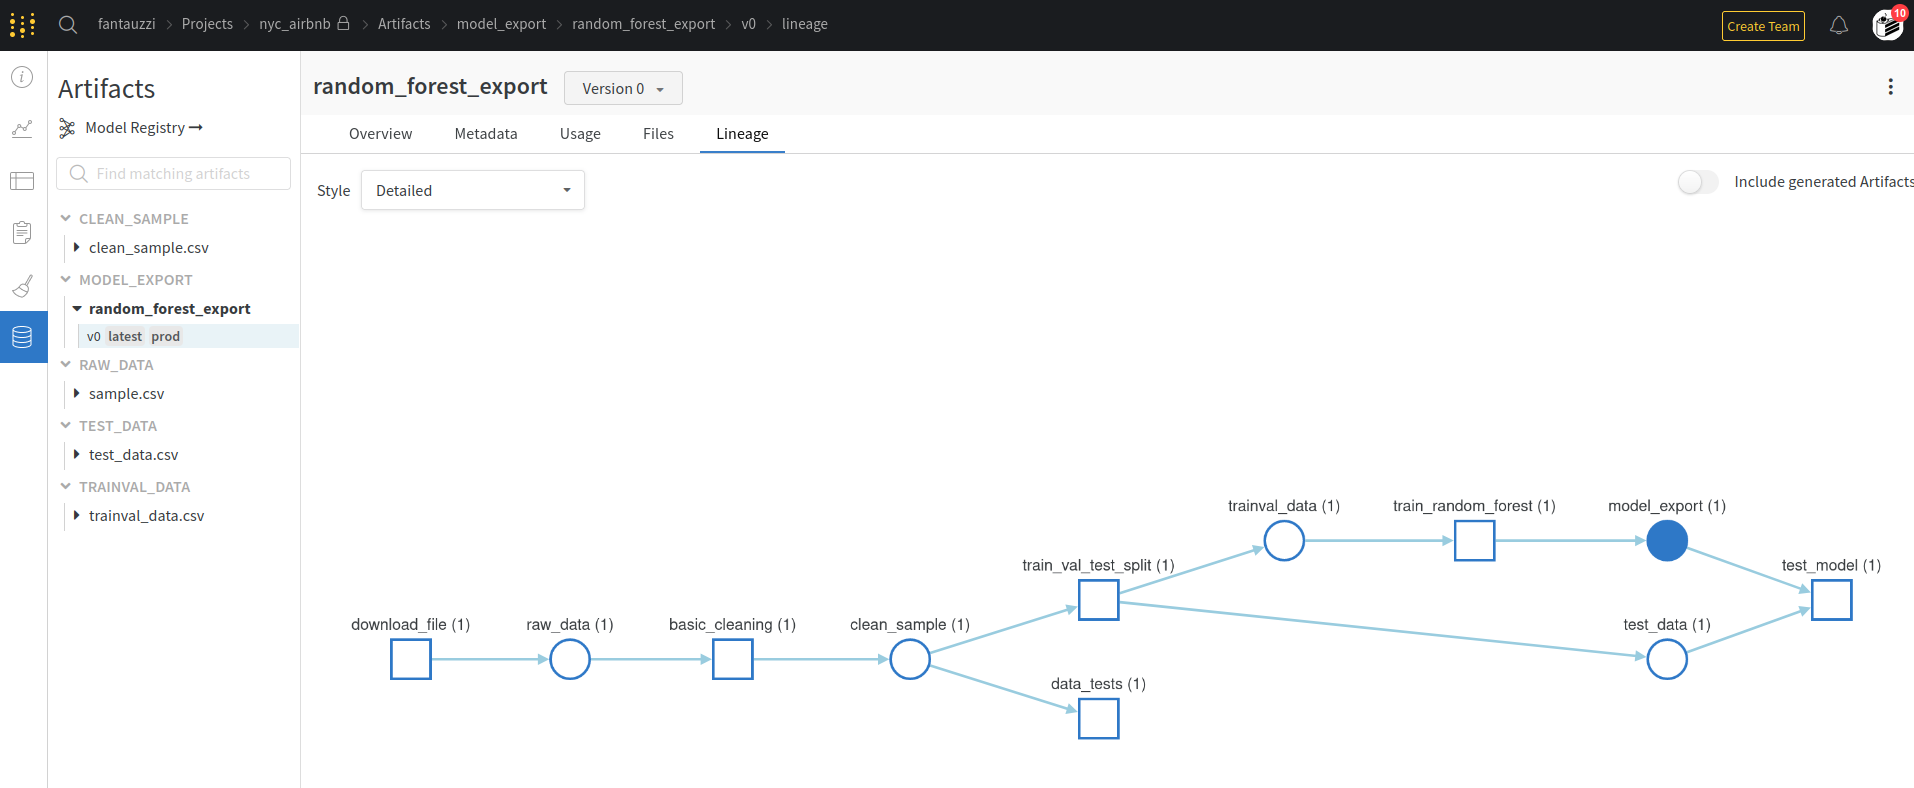 fantauzzi > Projects > nyc_airbnb > Artifacts > model_export > random_forest_export > v0 > lineage
Create Team
10
Artifacts
Model Registry
Find matching artifacts
CLEAN_SAMPLE
clean_sample.csv
MODEL_EXPORT
random_forest_export
v0 latest prod
RAW_DATA
sample.csv
TEST_DATA
test_data.csv
TRAINVAL_DATA
trainval_data.csv
random_forest_export
Version 0
Overview Metadata Usage Files Lineage
Style Detailed
Include generated Artifacts
trainval_data (1) train_random_forest (1) model_export (1)
train_val_test_split (1) test_model (1)
download_file (1) raw_data (1) basic_cleaning (1) clean_sample (1) test_data (1)
data_tests (1)